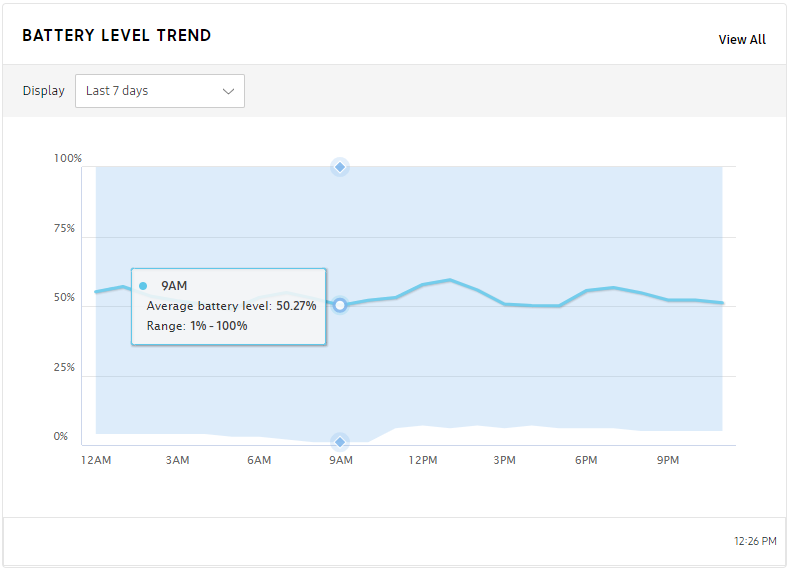 BATTERY LEVEL TREND
View All
Display
Last 7 days
100%
75%
50%
25%
0%
9AM
Average battery level: 50.27%
Range: 1% - 100%
12AM 3AM 6AM 9AM 12PM 3PM 6PM 9PM
12:26 PM